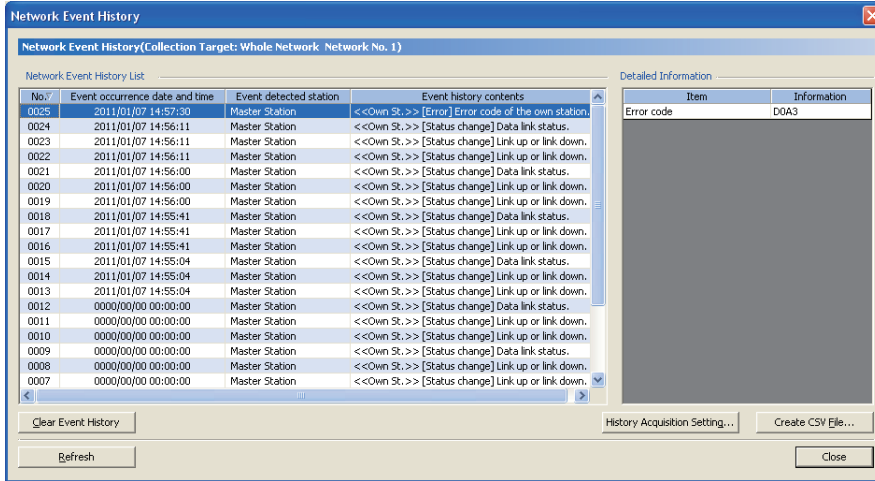 Network Event History
Network Event History(Collection Target: Whole Network Network No. 1)
Network Event History List
Detailed Information
No. Event occurrence date and time Event detected station Event history contents
Item Information
0025 2011/01/07 14:57:30 Master Station <<Own St.>> [Error] Error code of the own station.
Error code D0A3
0024 2011/01/07 14:56:11 Master Station <<Own St.>> [Status change] Data link status.
0023 2011/01/07 14:56:11 Master Station <<Own St.>> [Status change] Link up or link down.
0022 2011/01/07 14:56:11 Master Station <<Own St.>> [Status change] Link up or link down.
0021 2011/01/07 14:56:00 Master Station <<Own St.>> [Status change] Data link status.
0020 2011/01/07 14:56:00 Master Station <<Own St.>> [Status change] Link up or link down.
0019 2011/01/07 14:56:00 Master Station <<Own St.>> [Status change] Link up or link down.
0018 2011/01/07 14:55:41 Master Station <<Own St.>> [Status change] Data link status.
0017 2011/01/07 14:55:41 Master Station <<Own St.>> [Status change] Link up or link down.
0016 2011/01/07 14:55:41 Master Station <<Own St.>> [Status change] Link up or link down.
0015 2011/01/07 14:55:04 Master Station <<Own St.>> [Status change] Data link status.
0014 2011/01/07 14:55:04 Master Station <<Own St.>> [Status change] Link up or link down.
0013 2011/01/07 14:55:04 Master Station <<Own St.>> [Status change] Link up or link down.
0012 0000/00/00 00:00:00 Master Station <<Own St.>> [Status change] Data link status.
0011 0000/00/00 00:00:00 Master Station <<Own St.>> [Status change] Link up or link down.
0010 0000/00/00 00:00:00 Master Station <<Own St.>> [Status change] Link up or link down.
0009 0000/00/00 00:00:00 Master Station <<Own St.>> [Status change] Data link status.
0008 0000/00/00 00:00:00 Master Station <<Own St.>> [Status change] Link up or link down.
0007 0000/00/00 00:00:00 Master Station <<Own St.>> [Status change] Link up or link down.
Clear Event History
History Acquisition Setting...
Create CSV File...
Refresh
Close